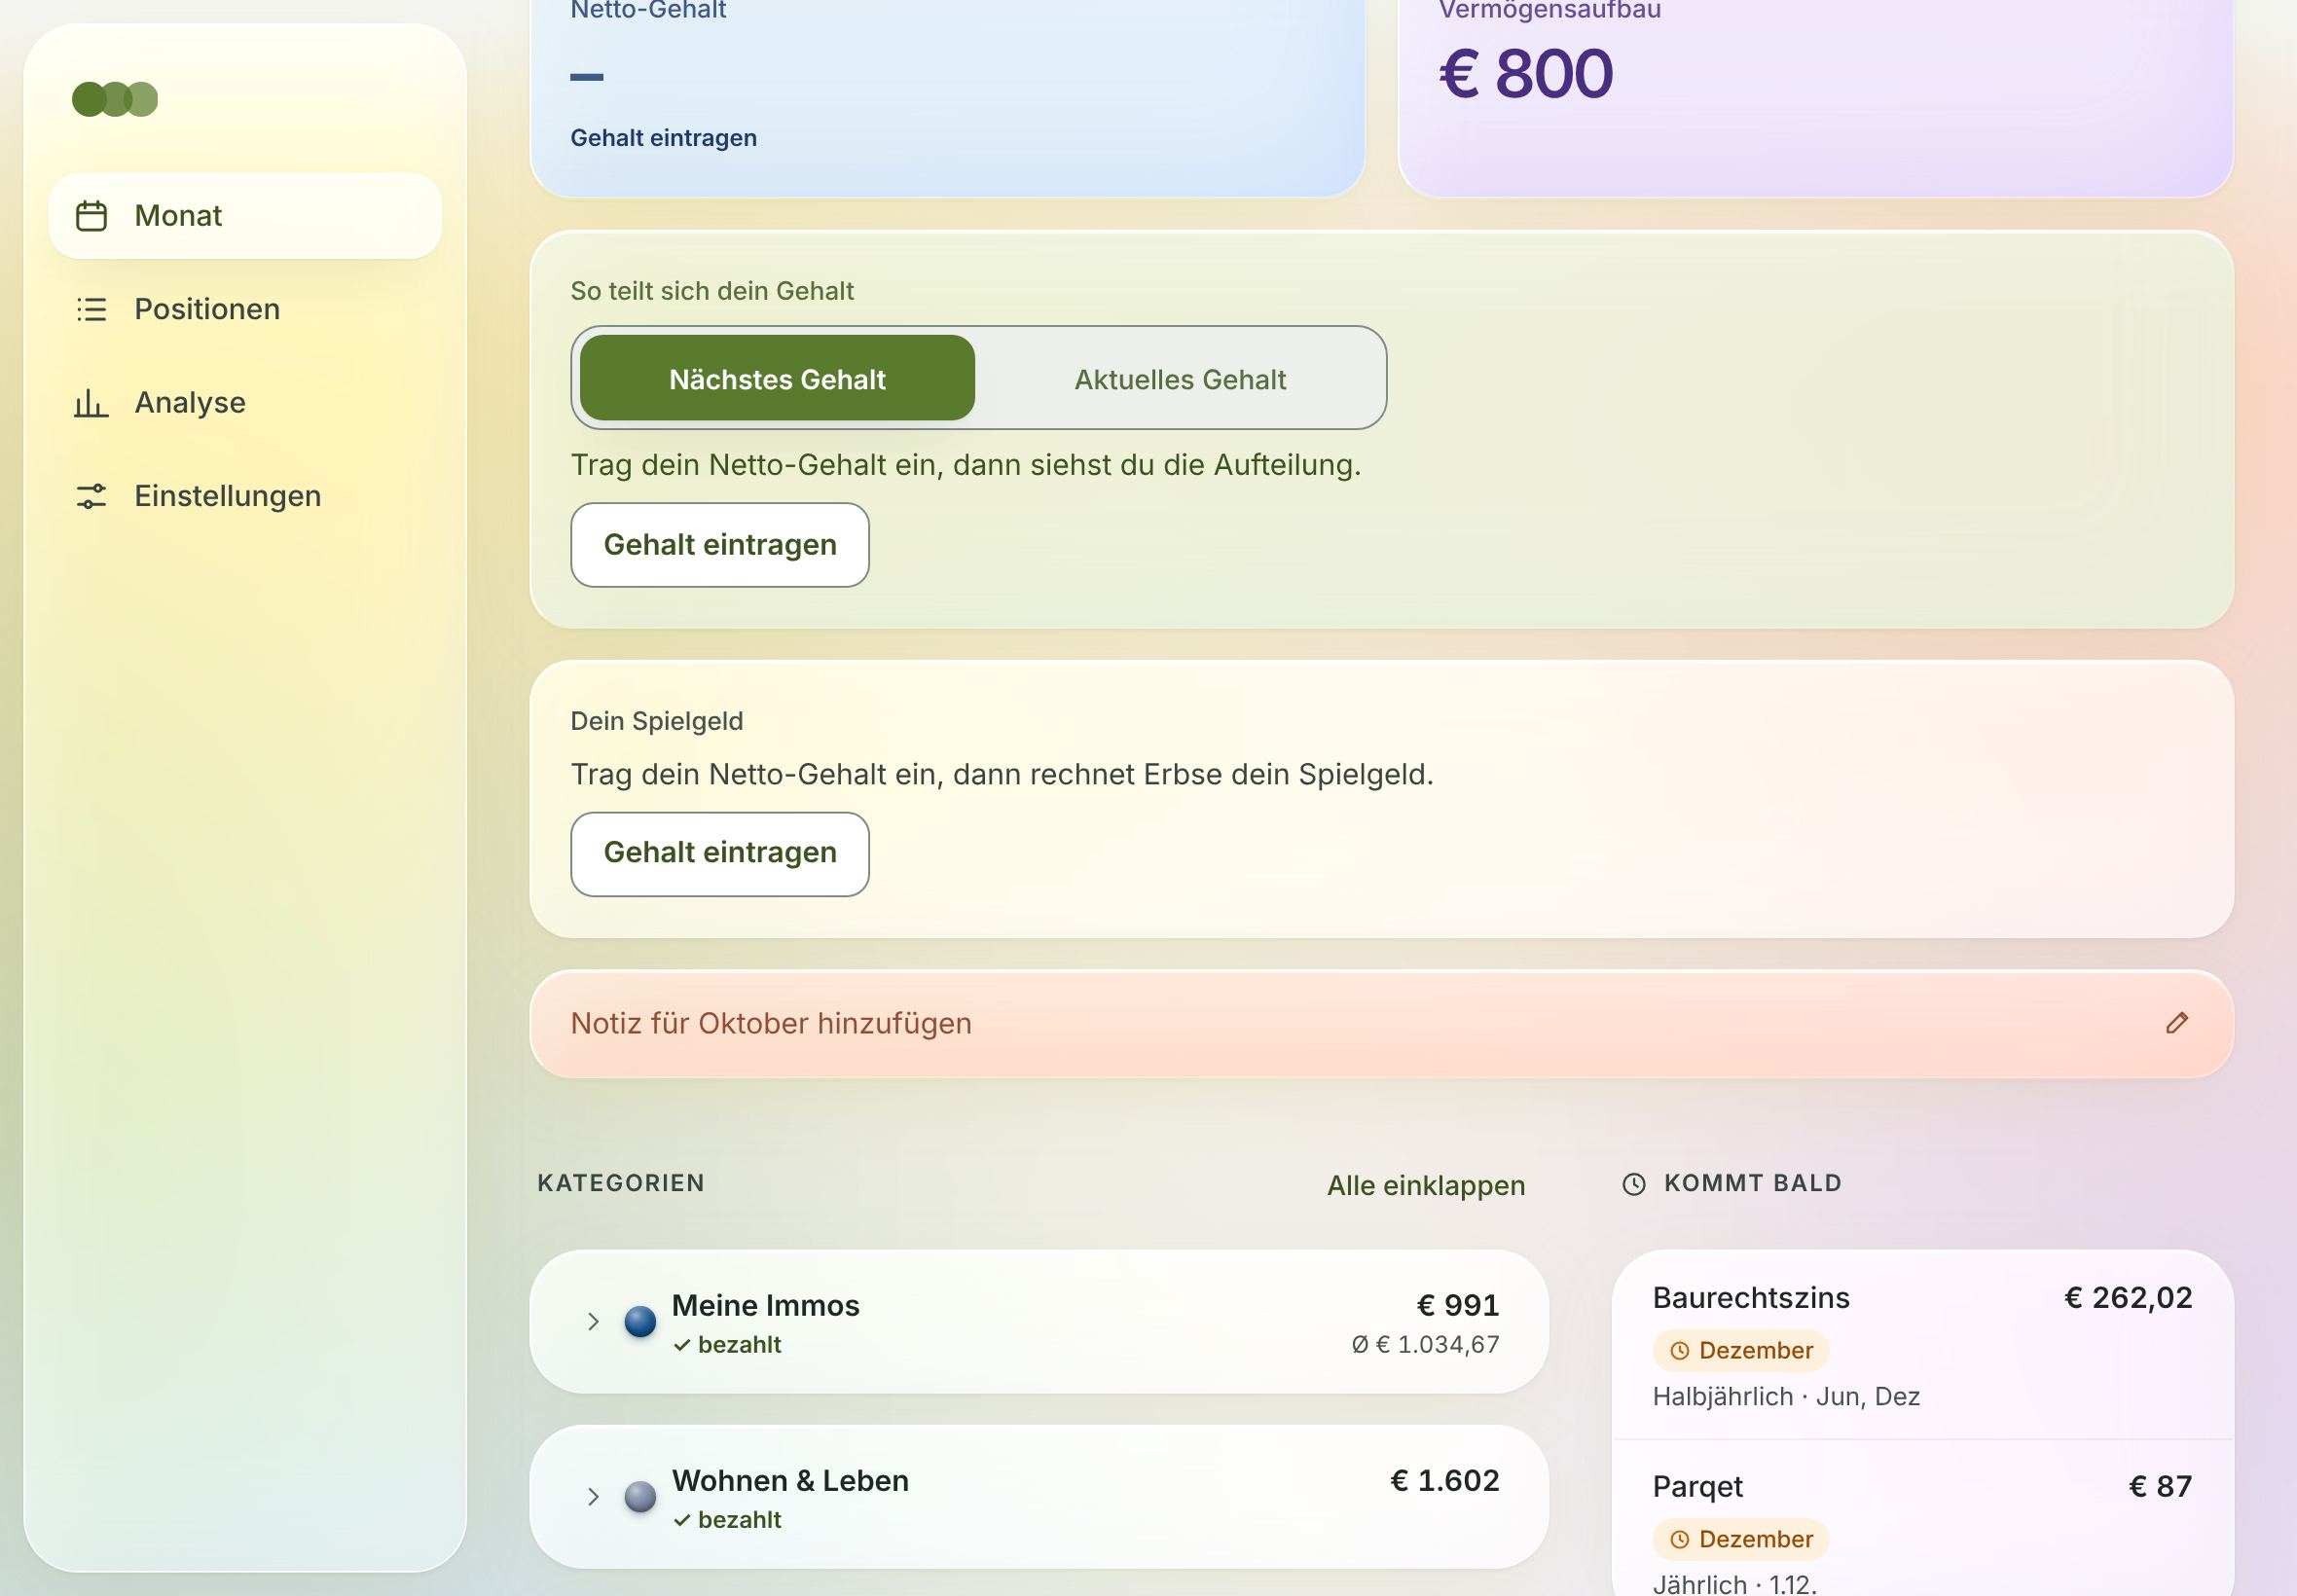 Netto-Gehalt
–
Gehalt eintragen
Vermögensaufbau
€ 800
Monat
Positionen
Analyse
Einstellungen
So teilt sich dein Gehalt
Nächstes Gehalt
Aktuelles Gehalt
Trag dein Netto-Gehalt ein, dann siehst du die Aufteilung.
Gehalt eintragen
Dein Spielgeld
Trag dein Netto-Gehalt ein, dann rechnet Erbse dein Spielgeld.
Gehalt eintragen
Notiz für Oktober hinzufügen
KATEGORIEN
Alle einklappen
Meine Immos
€ 991
✓ bezahlt
Ø € 1.034,67
Wohnen & Leben
€ 1.602
✓ bezahlt
KOMMT BALD
Baurechtszins
€ 262,02
Dezember
Halbjährlich · Jun, Dez
Parqet
€ 87
Dezember
Jährlich · 1.12.